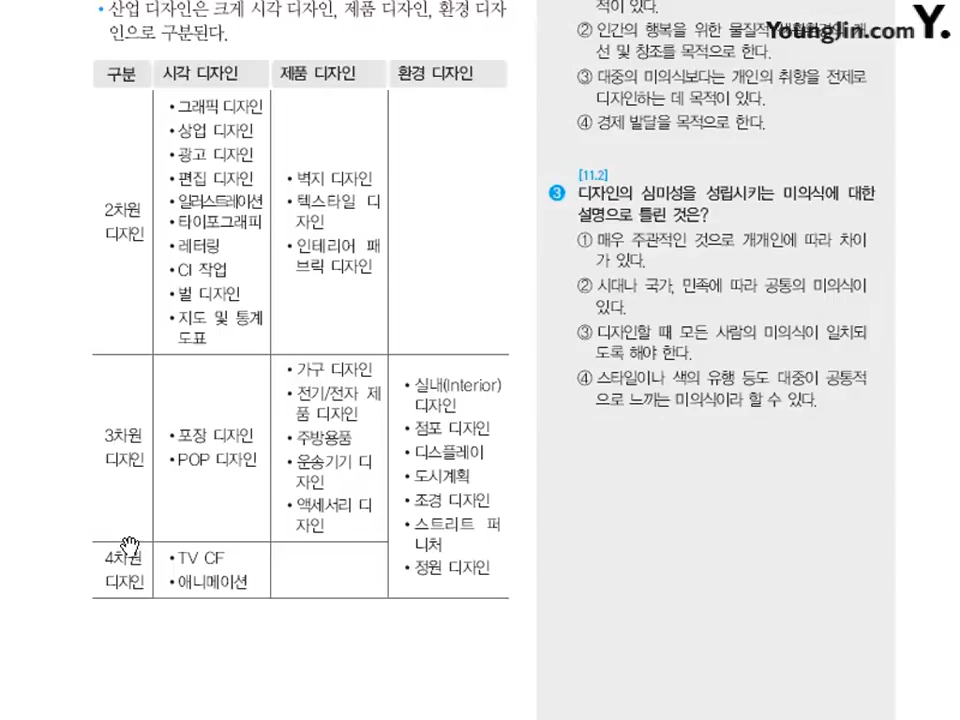 • 산업 디자인은 크게 시각 디자인, 제품 디자인, 환경 디자
인으로 구분된다.
구분 시각 디자인 제품 디자인 환경 디자인
2차원
디자인
• 그래픽 디자인
• 상업 디자인
• 광고 디자인
• 편집 디자인
• 일러스트레이션
• 타이포그래피
• 레터링
• CI 작업
• 벌 디자인
• 지도 및 통계
도표
• 벽지 디자인
• 텍스타일 디
자인
• 인테리어 패
브릭 디자인
3차원
디자인
• 포장 디자인
• POP 디자인
• 가구 디자인
• 전기/전자 제
품 디자인
• 주방용품
• 운송기기 디
자인
• 액세서리 디
자인
• 실내(Interior)
디자인
• 점포 디자인
• 디스플레이
• 도시계획
• 조경 디자인
• 스트리트 퍼
니처
• 정원 디자인
4차원
디자인
• TV CF
• 애니메이션
적이 있다.
② 인간의 행복을 위한 물질적
선 및 창조를 목적으로 한다.
③ 대중의 미의식보다는 개인의 취향을 전제로
디자인하는 데 목적이 있다.
④ 경제 발달을 목적으로 한다.
[11.2]
3 디자인의 심미성을 성립시키는 미의식에 대한
설명으로 틀린 것은?
① 매우 주관적인 것으로 개개인에 따라 차이
가 있다.
② 시대나 국가, 민족에 따라 공통의 미의식이
있다.
③ 디자인할 때 모든 사람의 미의식이 일치되
도록 해야 한다.
④ 스타일이나 색의 유행 등도 대중이 공통적
으로 느끼는 미의식이라 할 수 있다.
Younglin.com Y.